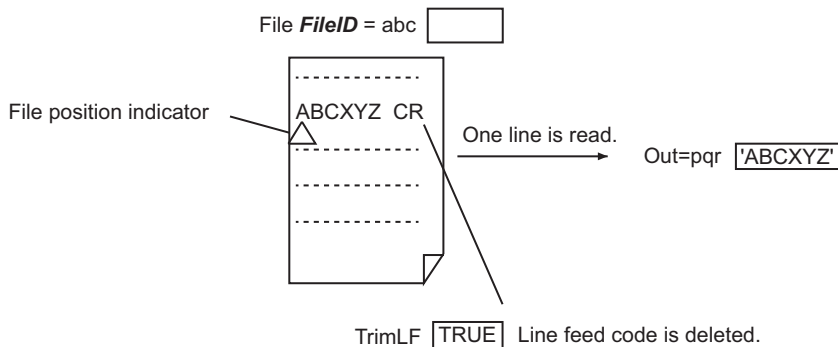 File FileID = abc
File position indicator
ABCXYZ CR
One line is read.
Out=pqr 'ABCXYZ'
TrimLF TRUE Line feed code is deleted.